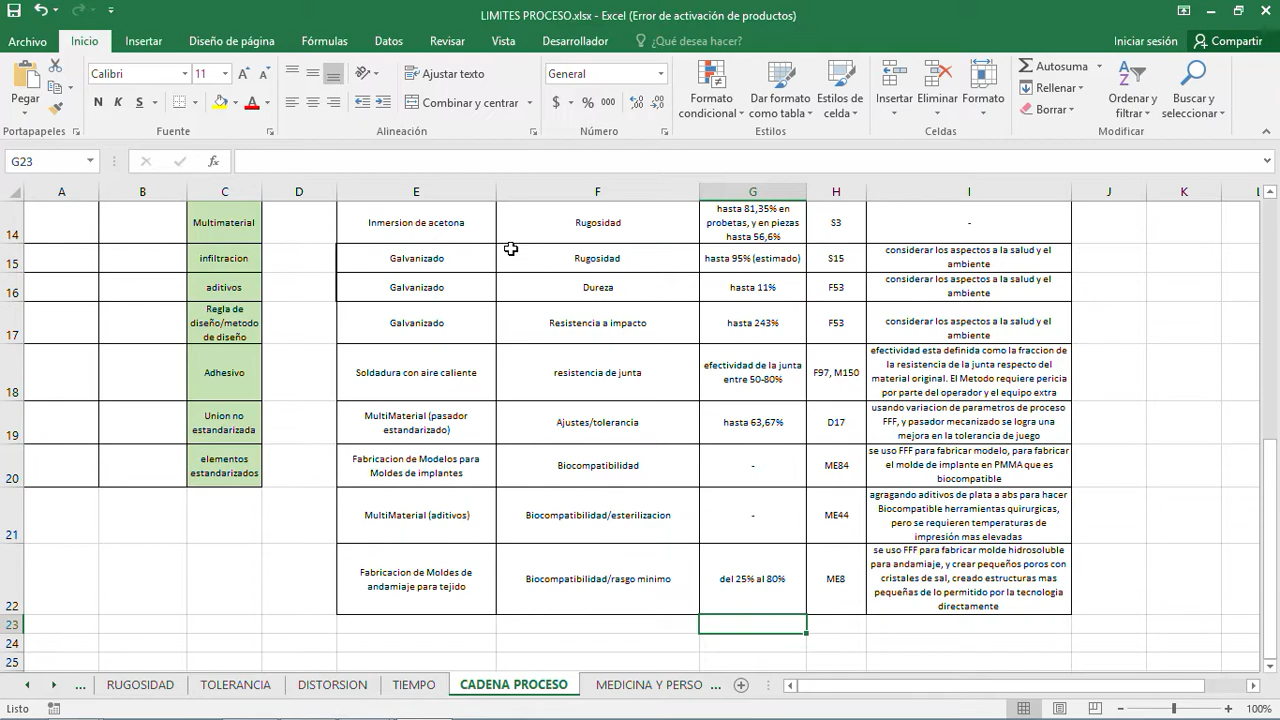 LIMITES PROCESO.xlsx - Excel (Error de activación de productos)
Archivo Inicio Insertar Diseño de página Fórmulas Datos Revisar Vista Desarrollador ¿Qué desea hacer? Iniciar sesión Compartir
Pegar
Calibri 11
N K S
Ajustar texto
Combinar y centrar
General
$ % 000
Formato condicional
Dar formato como tabla
Estilos de celda
Insertar Eliminar Formato
Autosuma
Rellenar
Borrar
Ordenar y filtrar
Buscar y seleccionar
Portapapeles Fuente Alineación Número Estilos Celdas Modificar
G23 fx
A B C D E F G H I J K L
14 Multimaterial Inmersion de acetona Rugosidad hasta 81,35% en probetas, y en piezas hasta 56,6% S3 -
15 infiltracion Galvanizado Rugosidad hasta 95% (estimado) S15 considerar los aspectos a la salud y el ambiente
16 aditivos Galvanizado Dureza hasta 11% F53 considerar los aspectos a la salud y el ambiente
17 Regla de diseño/metodo de diseño Galvanizado Resistencia a impacto hasta 243% F53 considerar los aspectos a la salud y el ambiente
18 Adhesivo Soldadura con aire caliente resistencia de junta efectividad de la junta entre 50-80% F97, M150 efectividad esta definida como la fraccion de la resistencia de la junta respecto del material original. El Metodo requiere pericia por parte del operador y el equipo extra
19 Union no estandarizada MultiMaterial (pasador estandarizado) Ajustes/tolerancia hasta 63,67% D17 usando variacion de parametros de proceso FFF, y pasador mecanizado se logra una mejora en la tolerancia de juego
20 elementos estandarizados Fabricacion de Modelos para Moldes de implantes Biocompatibilidad - ME84 se uso FFF para fabricar modelo, para fabricar el molde de implante en PMMA que es biocompatible
21 MultiMaterial (aditivos) Biocompatibilidad/esterilizacion - ME44 agragando aditivos de plata a abs para hacer Biocompatible herramientas quirurgicas, pero se requieren temperaturas de impresión mas elevadas
22 Fabricacion de Moldes de andamiaje para tejido Biocompatibilidad/rasgo minimo del 25% al 80% ME8 se uso FFF para fabricar molde hidrosoluble para andamiaje, y crear pequeños poros con cristales de sal, creado estructuras mas pequeñas de lo permitido por la tecnologia directamente
23
24
25
... RUGOSIDAD TOLERANCIA DISTORSION TIEMPO CADENA PROCESO MEDICINA Y PERSO ...
Listo 100%